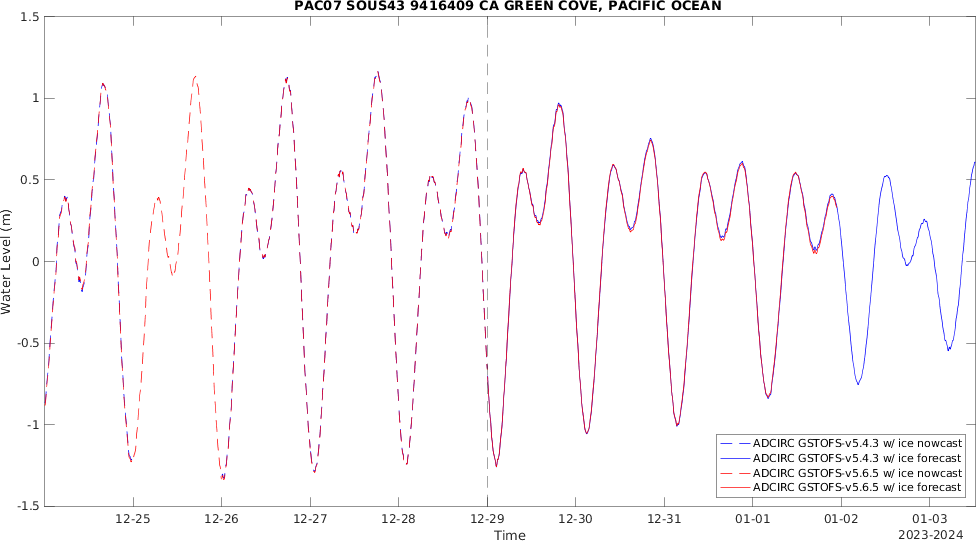 PAC07 SOUS43 9416409 CA GREEN COVE, PACIFIC OCEAN
1.5
1
0.5
0
-0.5
-1
-1.5
Water Level (m)
12-25 12-26 12-27 12-28 12-29 12-30 12-31 01-01 01-02 01-03
Time
2023-2024
ADCIRC GSTOFS-v5.4.3 w/ ice nowcast
ADCIRC GSTOFS-v5.4.3 w/ ice forecast
ADCIRC GSTOFS-v5.6.5 w/ ice nowcast
ADCIRC GSTOFS-v5.6.5 w/ ice forecast